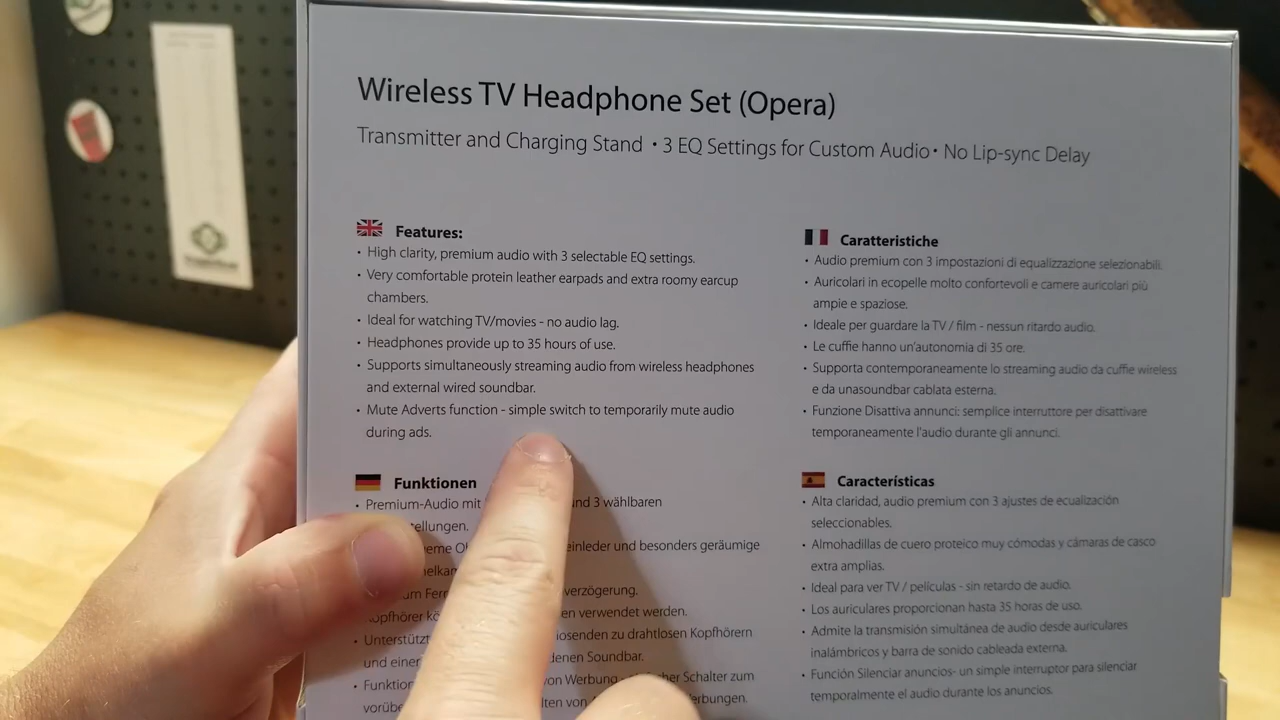 Wireless TV Headphone Set (Opera)
Transmitter and Charging Stand • 3 EQ Settings for Custom Audio • No Lip-sync Delay
Features:
• High clarity, premium audio with 3 selectable EQ settings.
• Very comfortable protein leather earpads and extra roomy earcup
chambers.
• Ideal for watching TV/movies - no audio lag.
• Headphones provide up to 35 hours of use.
• Supports simultaneously streaming audio from wireless headphones
and external wired soundbar.
• Mute Adverts function - simple switch to temporarily mute audio
during ads.
Funktionen
• Premium-Audio mit und 3 wählbaren
einleder und besonders geräumige
verzögerung.
en verwendet werden.
• Unterstützt zu drahtlosen Kopfhörern
und einer Soundbar.
• von Werbung Schalter zum
von
Caratteristiche
• Audio premium con 3 impostazioni di equalizzazione selezionabili.
• Auricolari in ecopelle molto confortevoli e camere auricolari più
ampie e spaziose.
• Ideale per guardare la TV / film - nessun ritardo audio.
• Le cuffie hanno un'autonomia di 35 ore.
• Supporta contemporaneamente lo streaming audio da cuffie wireless
e da unasoundbar cablata esterna.
• Funzione Disattiva annunci: semplice interruttore per disattivare
temporaneamente l'audio durante gli annunci.
Características
• Alta claridad, audio premium con 3 ajustes de ecualización
seleccionables.
• Almohadillas de cuero proteico muy cómodas y cámaras de casco
extra amplias.
• Ideal para ver TV / películas - sin retardo de audio.
• Los auriculares proporcionan hasta 35 horas de uso.
• Admite la transmisión simultánea de audio desde auriculares
inalámbricos y barra de sonido cableada externa.
• Función Silenciar anuncios- un simple interruptor para silenciar
temporalmente el audio durante los anuncios.